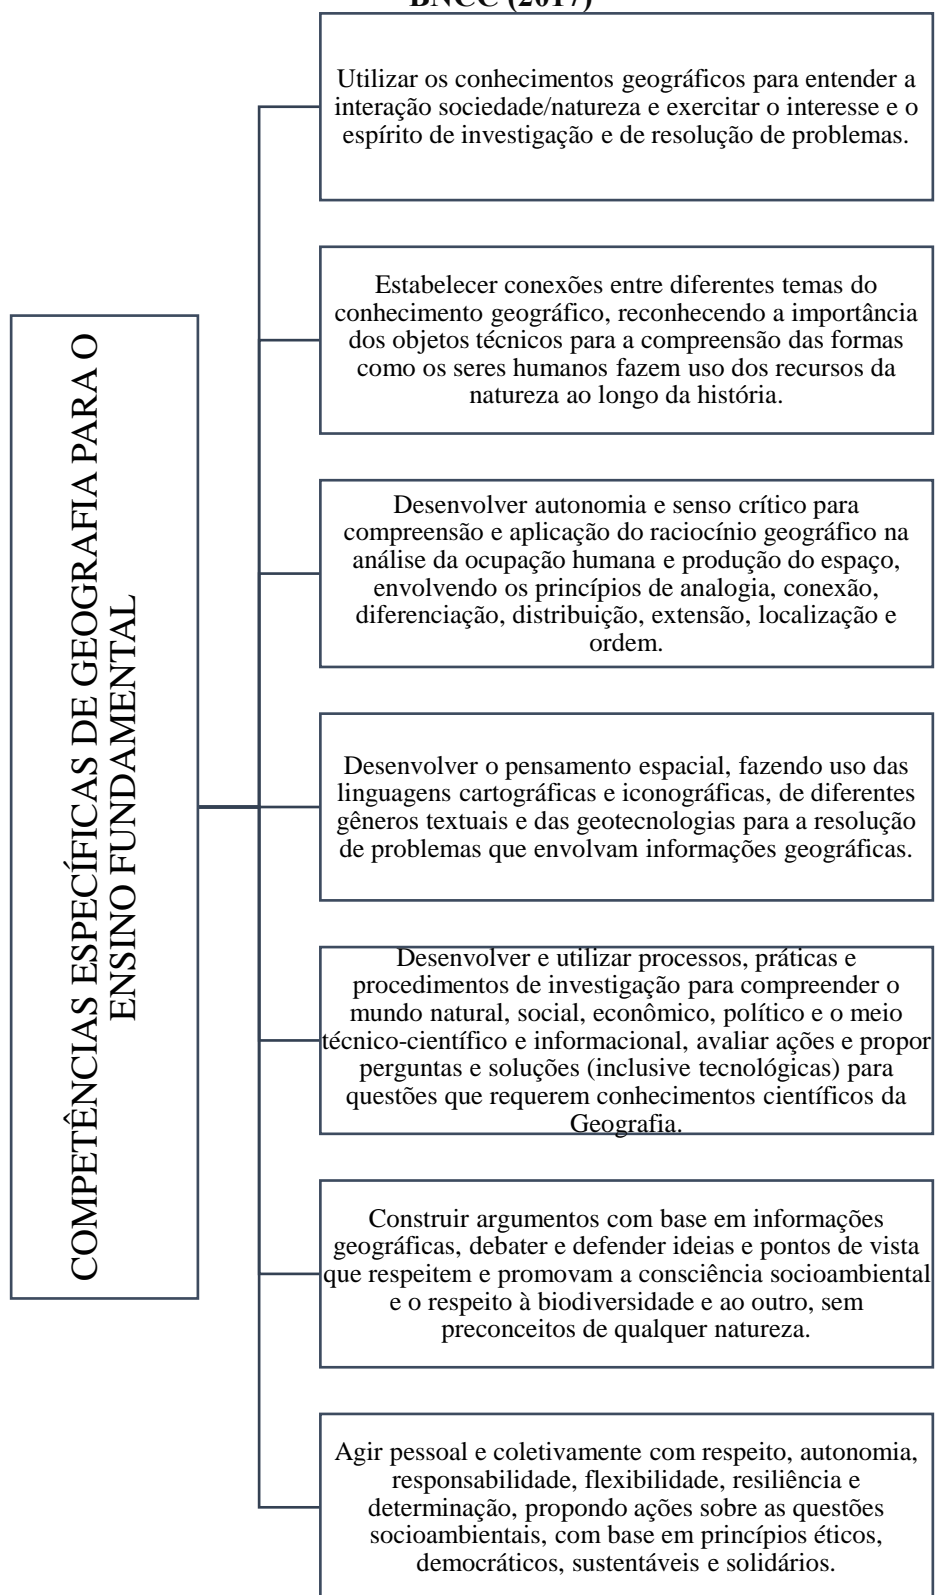 BNCC (2017)
COMPETÊNCIAS ESPECÍFICAS DE GEOGRAFIA PARA O
ENSINO FUNDAMENTAL
Utilizar os conhecimentos geográficos para entender a
interação sociedade/natureza e exercitar o interesse e o
espírito de investigação e de resolução de problemas.
Estabelecer conexões entre diferentes temas do
conhecimento geográfico, reconhecendo a importância
dos objetos técnicos para a compreensão das formas
como os seres humanos fazem uso dos recursos da
natureza ao longo da história.
Desenvolver autonomia e senso crítico para
compreensão e aplicação do raciocínio geográfico na
análise da ocupação humana e produção do espaço,
envolvendo os princípios de analogia, conexão,
diferenciação, distribuição, extensão, localização e
ordem.
Desenvolver o pensamento espacial, fazendo uso das
linguagens cartográficas e iconográficas, de diferentes
gêneros textuais e das geotecnologias para a resolução
de problemas que envolvam informações geográficas.
Desenvolver e utilizar processos, práticas e
procedimentos de investigação para compreender o
mundo natural, social, econômico, político e o meio
técnico-científico e informacional, avaliar ações e propor
perguntas e soluções (inclusive tecnológicas) para
questões que requerem conhecimentos científicos da
Geografia.
Construir argumentos com base em informações
geográficas, debater e defender ideias e pontos de vista
que respeitem e promovam a consciência socioambiental
e o respeito à biodiversidade e ao outro, sem
preconceitos de qualquer natureza.
Agir pessoal e coletivamente com respeito, autonomia,
responsabilidade, flexibilidade, resiliência e
determinação, propondo ações sobre as questões
socioambientais, com base em princípios éticos,
democráticos, sustentáveis e solidários.